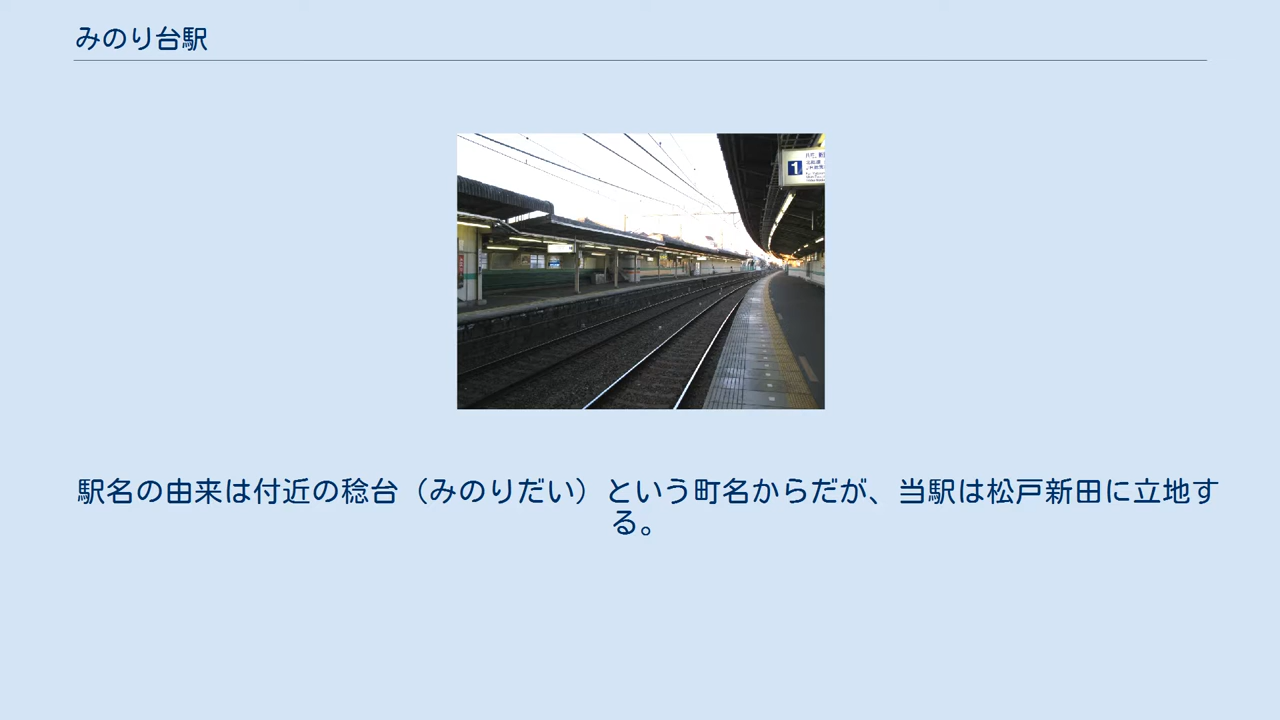 みのり台駅
1
駅名の由来は付近の稔台（みのりだい）という町名からだが、当駅は松戸新田に立地す
る。